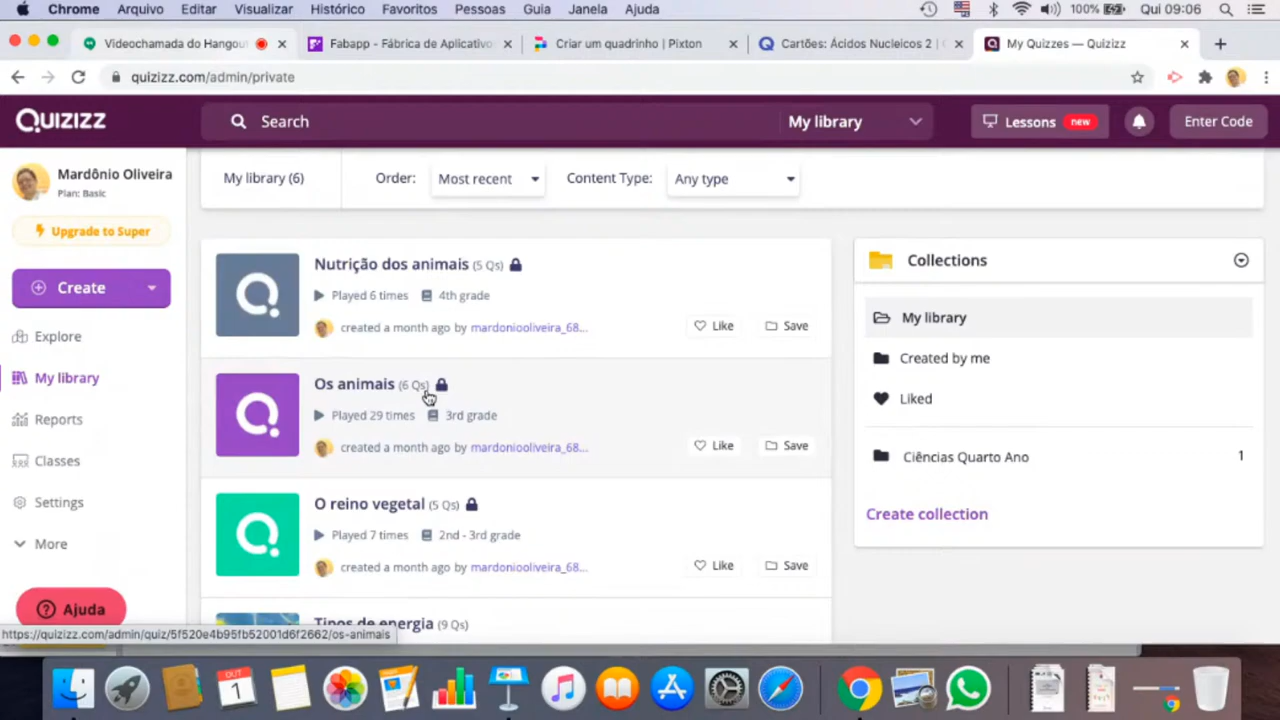 Chrome Arquivo Editar Visualizar Histórico Favoritos Pessoas Guia Janela Ajuda 100% Qui 09:06
Videochamada do Hangou Fabapp - Fábrica de Aplicativo Criar um quadrinho | Pixton Cartões: Ácidos Nucleicos 2 | My Quizzes — Quizizz
quizizz.com/admin/private
QUIZIZZ Search My library Lessons new Enter Code
Mardônio Oliveira
Plan: Basic
Upgrade to Super
Create
Explore
My library
Reports
Classes
Settings
More
Ajuda
My library (6) Order: Most recent Content Type: Any type
Nutrição dos animais (5 Qs)
Played 6 times 4th grade
created a month ago by mardoniooliveira_68... Like Save
Os animais (6 Qs)
Played 29 times 3rd grade
created a month ago by mardoniooliveira_68... Like Save
O reino vegetal (5 Qs)
Played 7 times 2nd - 3rd grade
created a month ago by mardoniooliveira_68... Like Save
Tipos de energia (9 Qs)
Collections
My library
Created by me
Liked
Ciências Quarto Ano 1
Create collection
https://quizizz.com/admin/quiz/5f520e4b95fb52001d6f2662/os-animais
OUT
1